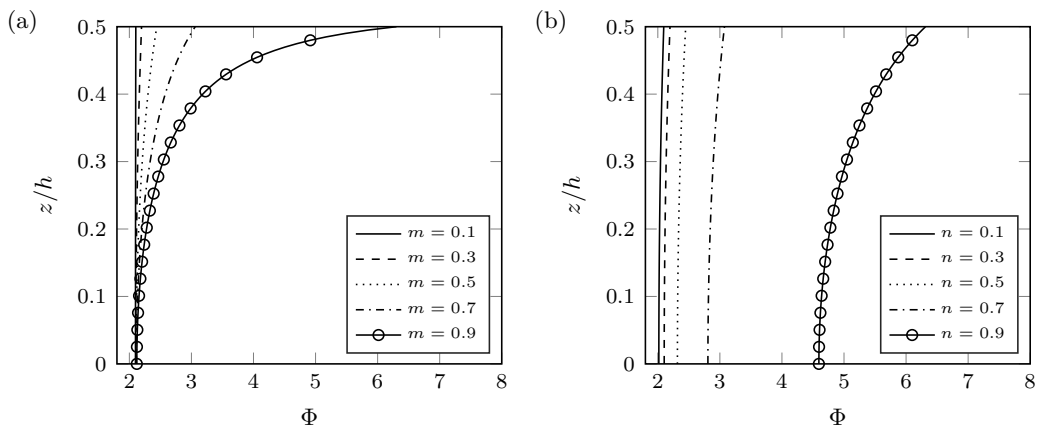 (a)
0.5
0.4
0.3
0.2
0.1
0
z/h
2 3 4 5 6 7 8
Φ
m = 0.1
m = 0.3
m = 0.5
m = 0.7
m = 0.9
(b)
0.5
0.4
0.3
0.2
0.1
0
z/h
2 3 4 5 6 7 8
Φ
n = 0.1
n = 0.3
n = 0.5
n = 0.7
n = 0.9